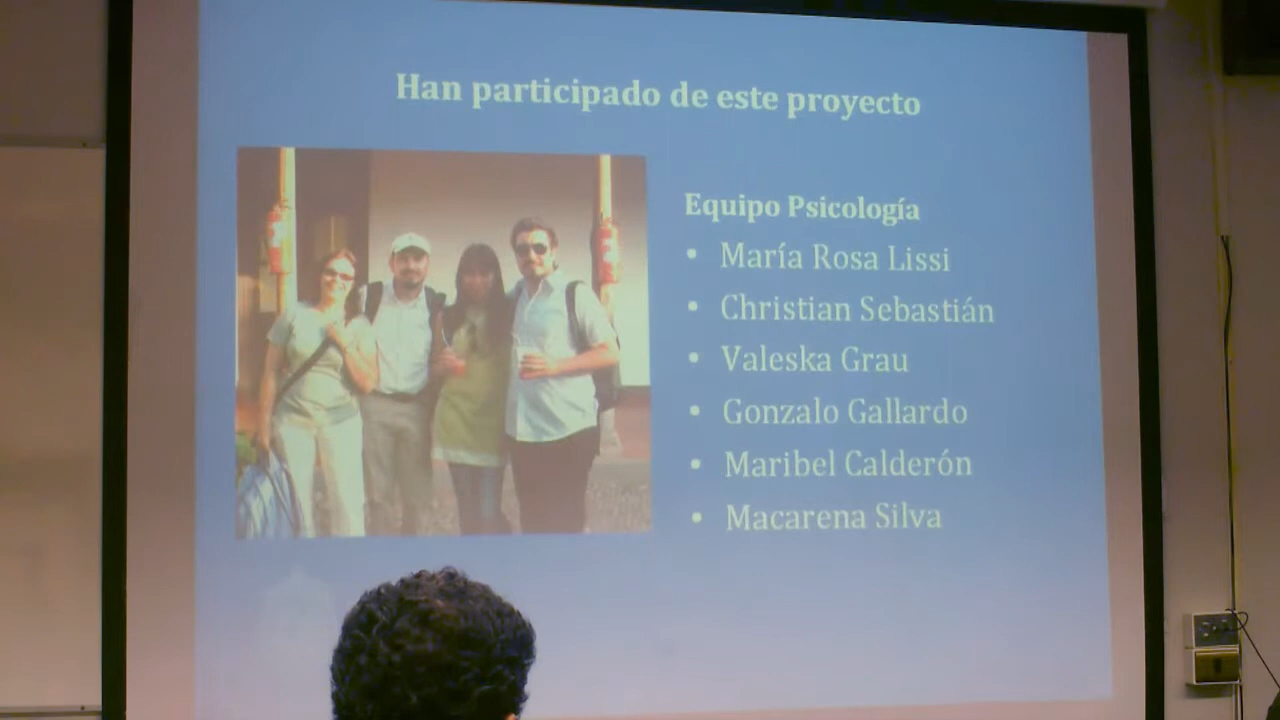 Han participado de este proyecto
Equipo Psicología
• María Rosa Lissi
• Christian Sebastián
• Valeska Grau
• Gonzalo Gallardo
• Maribel Calderón
• Macarena Silva